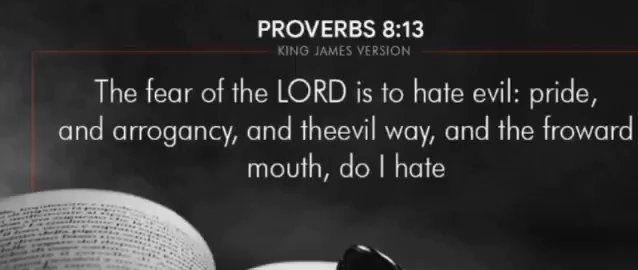 PROVERBS 8:13
KING JAMES VERSION
The fear of the LORD is to hate evil: pride,
and arrogancy, and theevil way, and the froward
mouth, do I hate